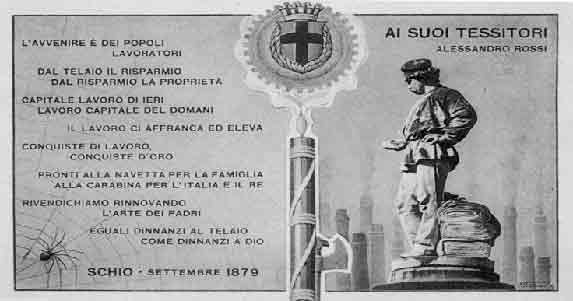 L'AVVENIRE È DEI POPOLI
LAVORATORI
DAL TELAIO IL RISPARMIO
DAL RISPARMIO LA PROPRIETÀ
CAPITALE LAVORO DI IERI
LAVORO CAPITALE DEL DOMANI
IL LAVORO CI AFFRANCA ED ELEVA
CONQUISTE DI LAVORO,
CONQUISTE D'ORO
PRONTI ALLA NAVETTA PER LA FAMIGLIA
ALLA CARABINA PER L'ITALIA E IL RE
RIVENDICHIAMO RINNOVANDO
L'ARTE DEI PADRI
EGUALI DINNANZI AL TELAIO
COME DINNANZI A DIO
SCHIO - SETTEMBRE 1879
AI SUOI TESSITORI
ALESSANDRO ROSSI